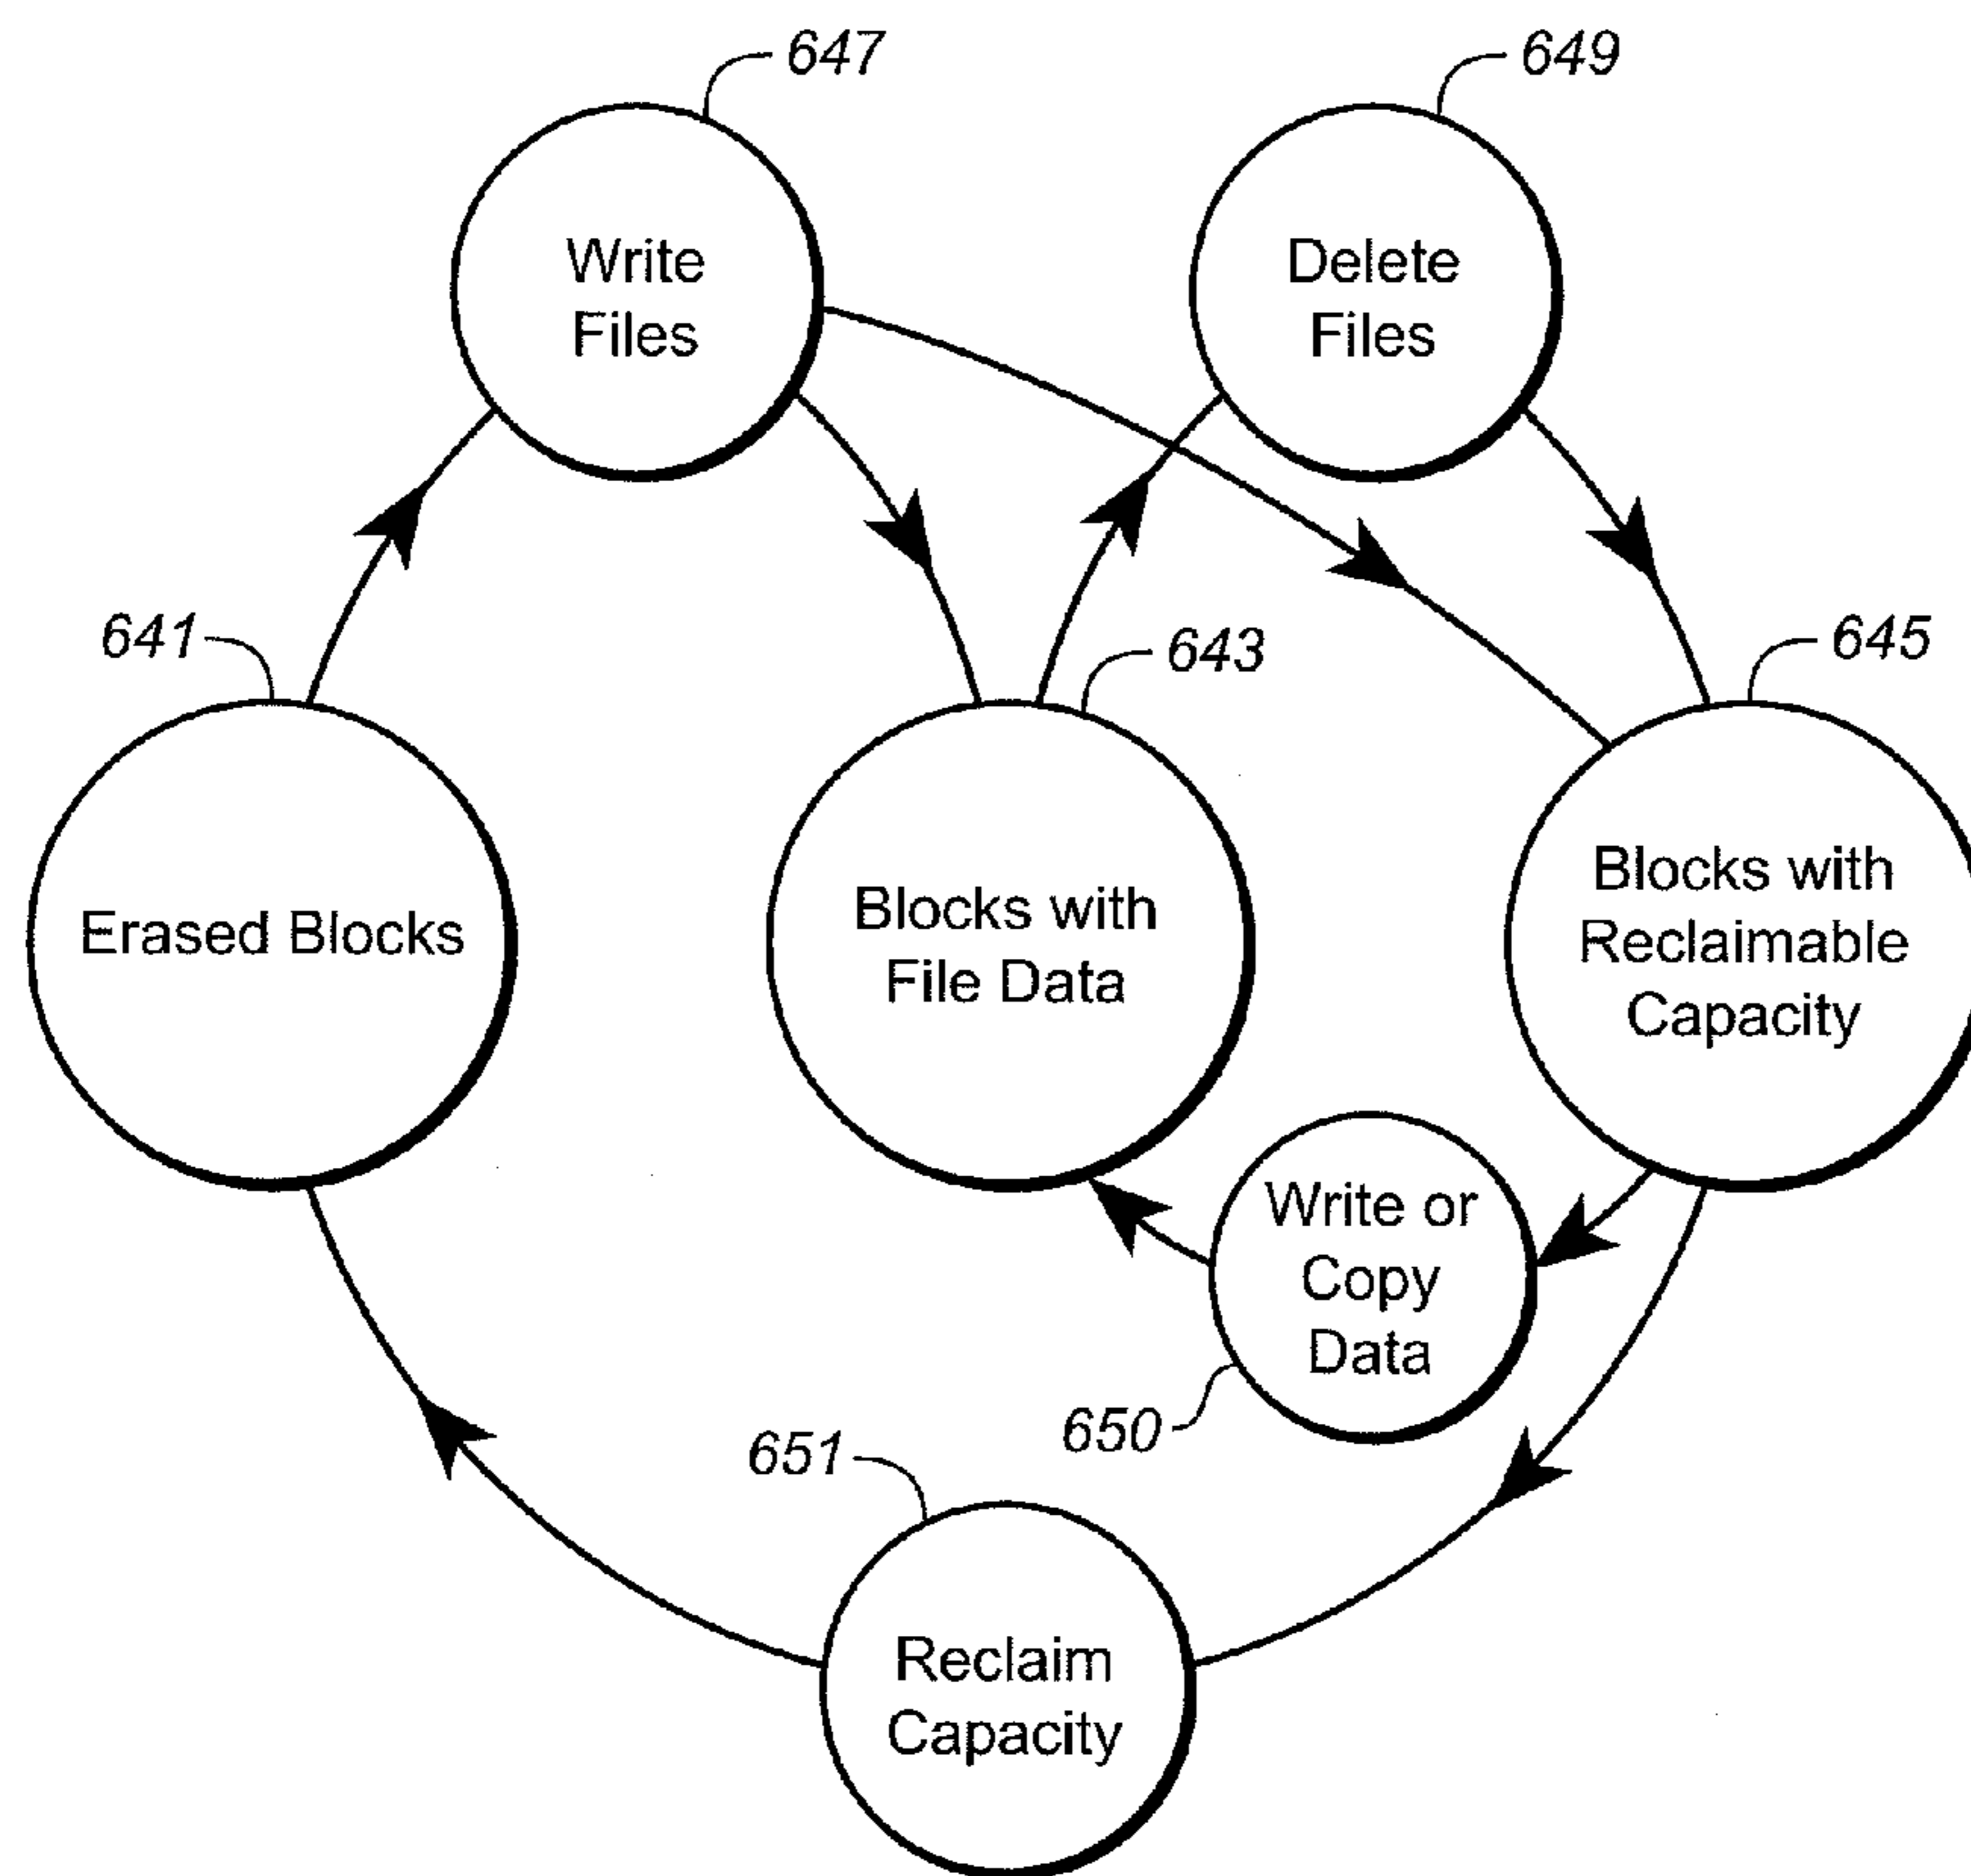 647
649
Write
Files
Delete
Files
641
643
645
Erased Blocks
Blocks with
File Data
Blocks with
Reclaimable
Capacity
Write or
Copy
Data
650
651
Reclaim
Capacity